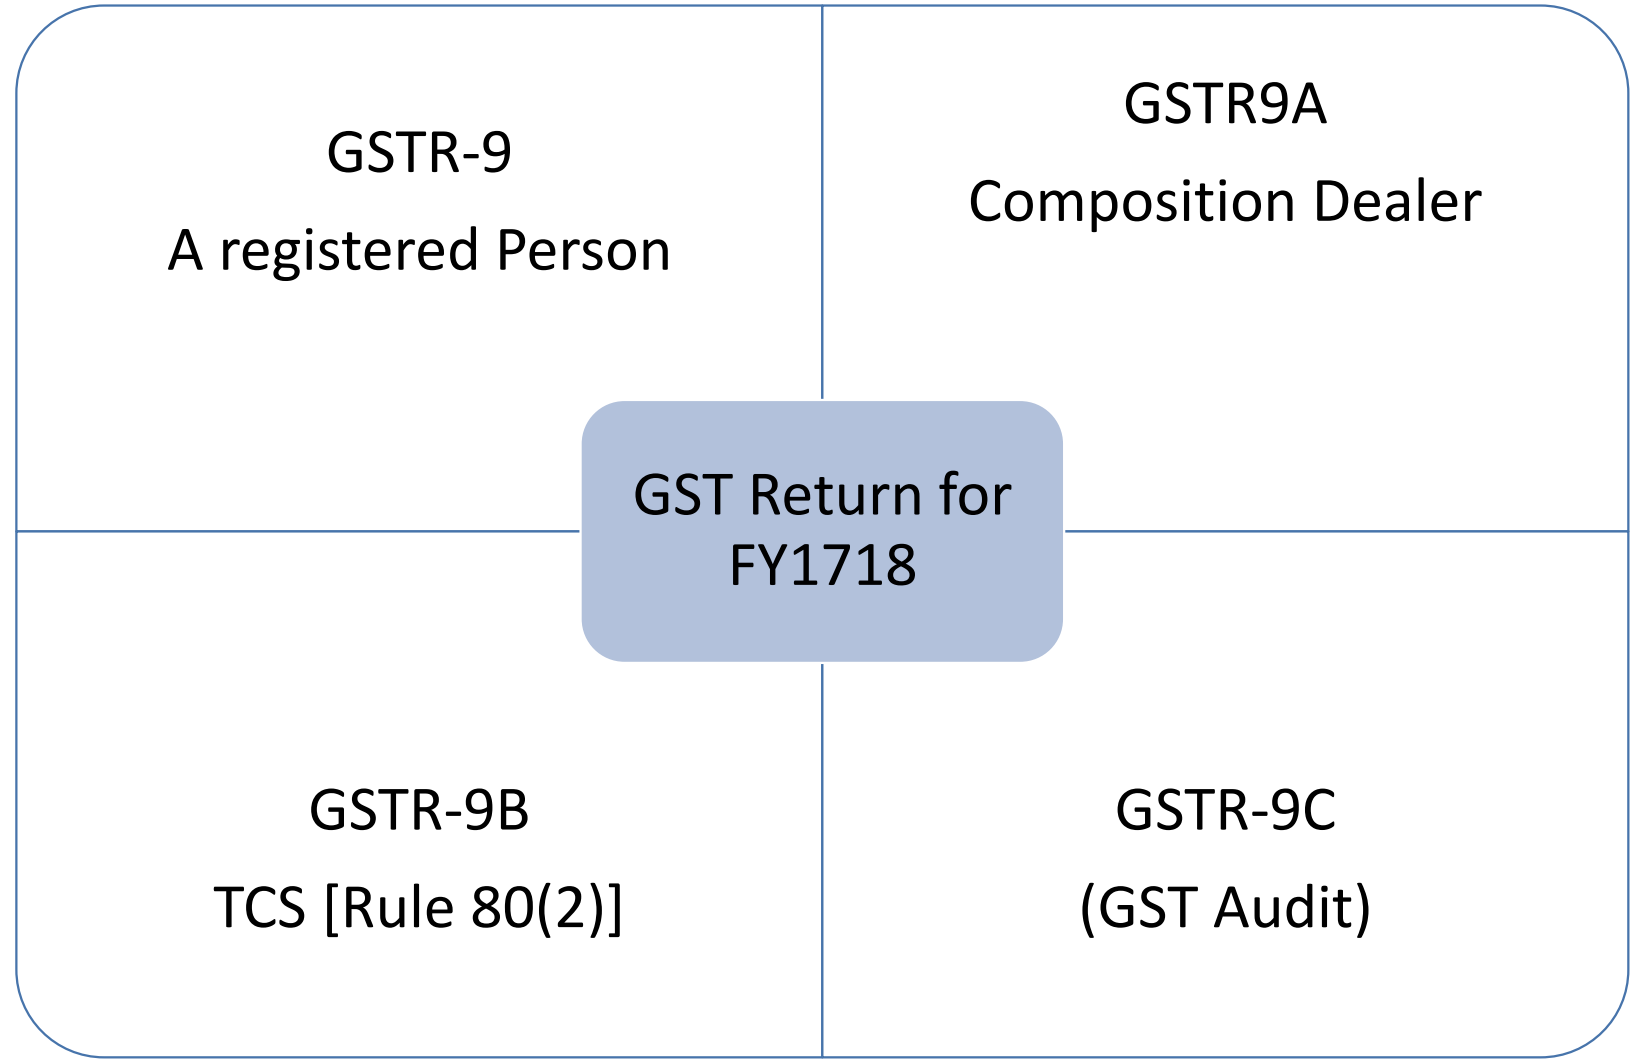 GSTR-9
A registered Person
GSTR9A
Composition Dealer
GST Return for
FY1718
GSTR-9B
TCS [Rule 80(2)]
GSTR-9C
(GST Audit)